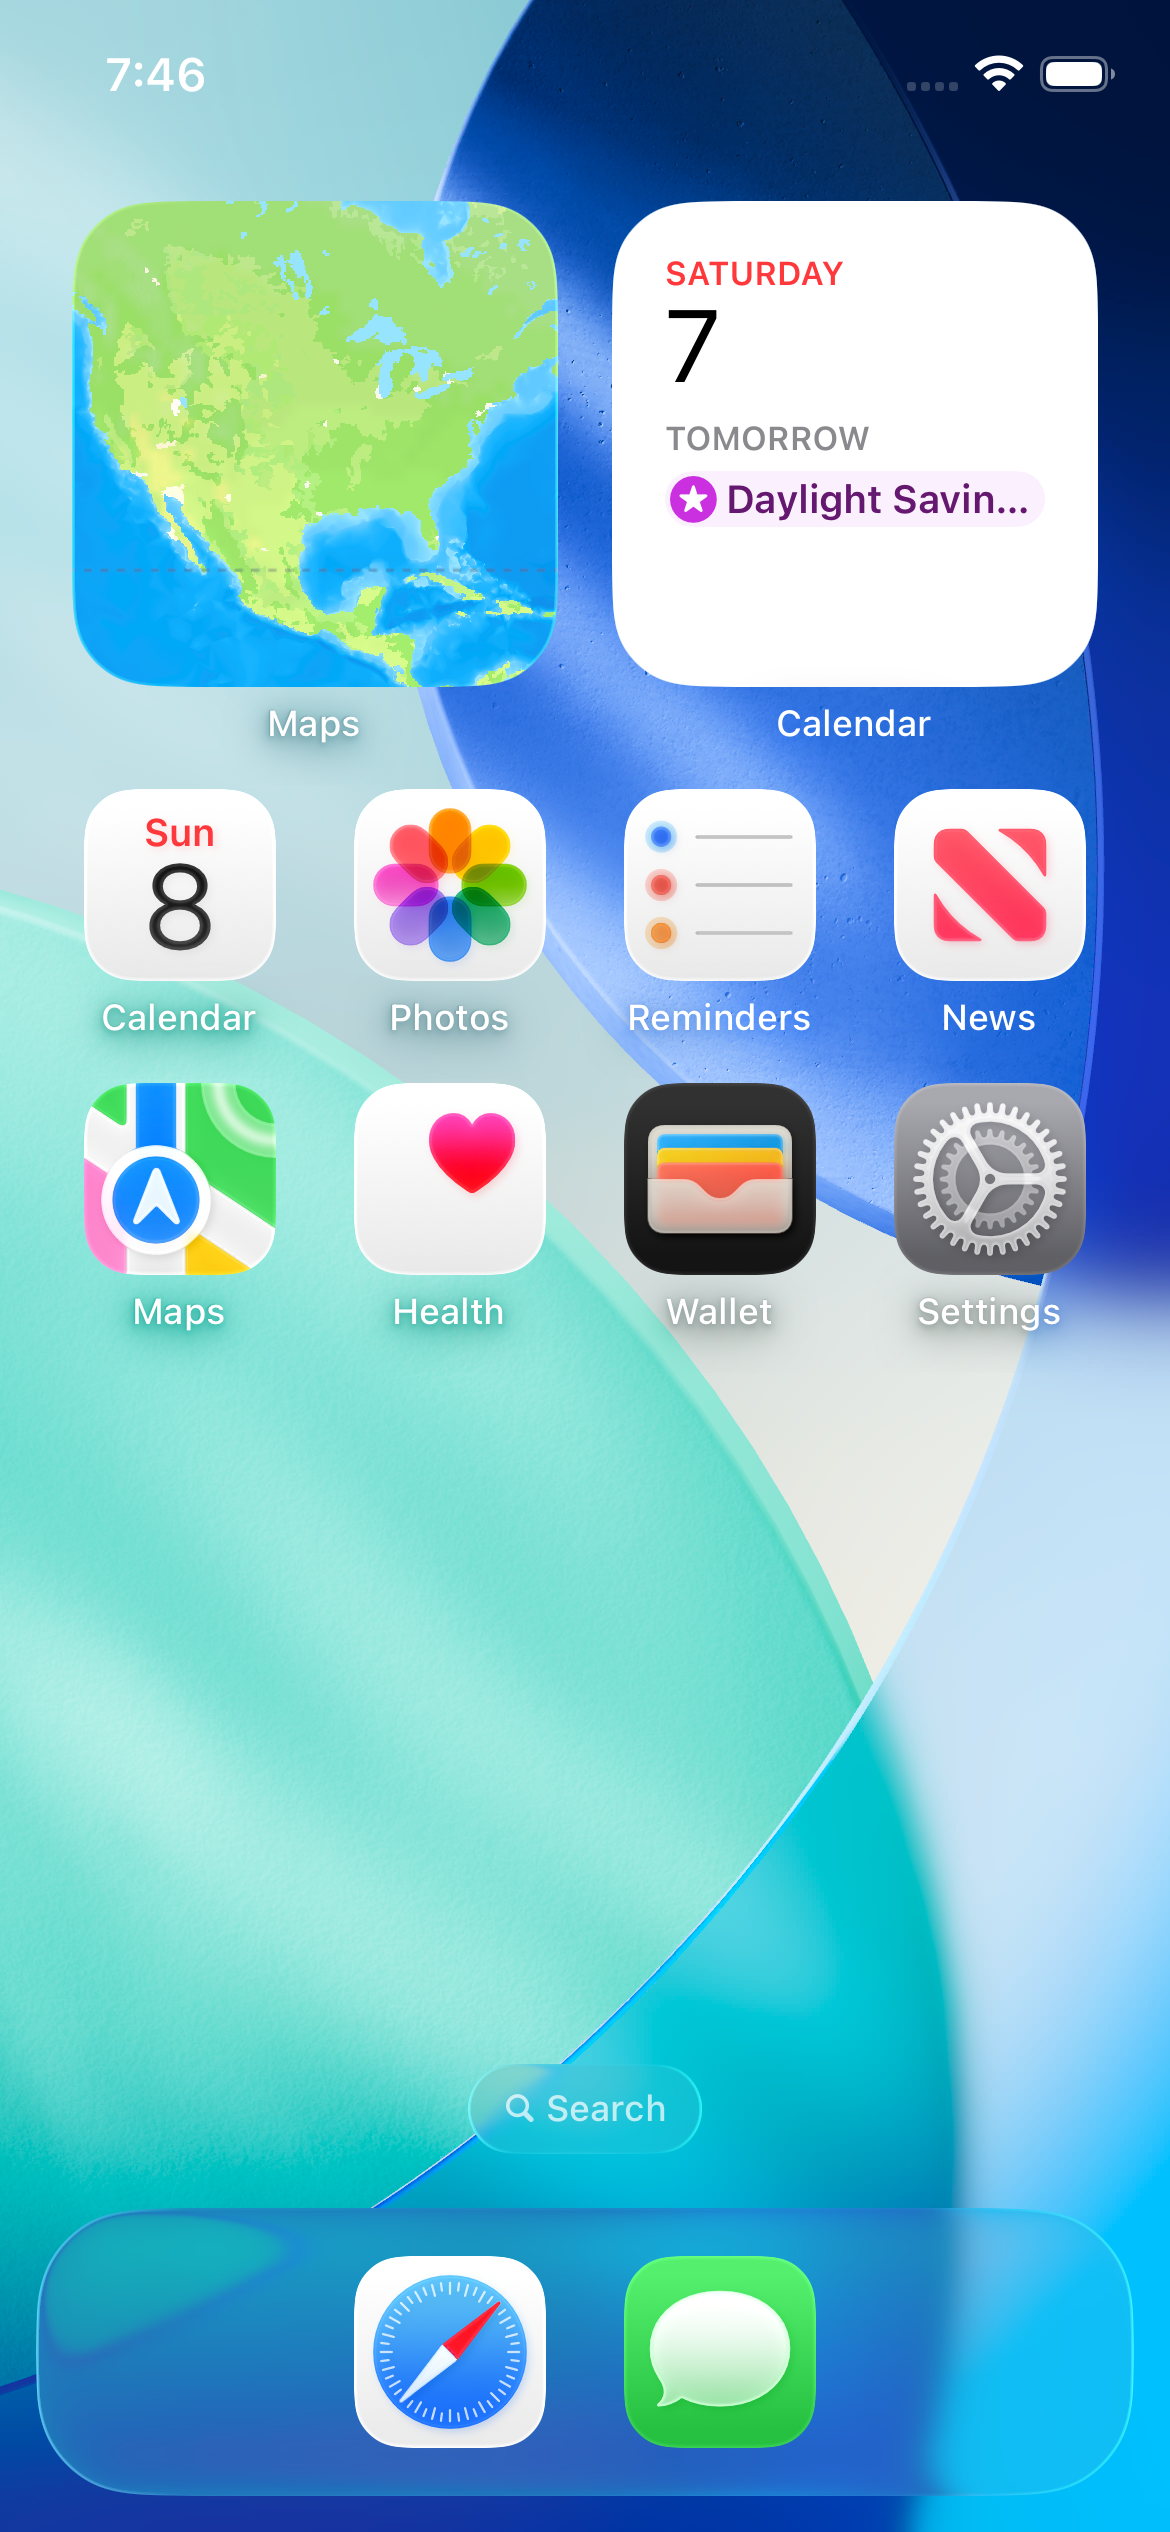 7:46
SATURDAY
7
TOMORROW
Daylight Savin...
Maps
Calendar
Sun
8
Calendar
Photos
Reminders
News
Maps
Health
Wallet
Settings
Search